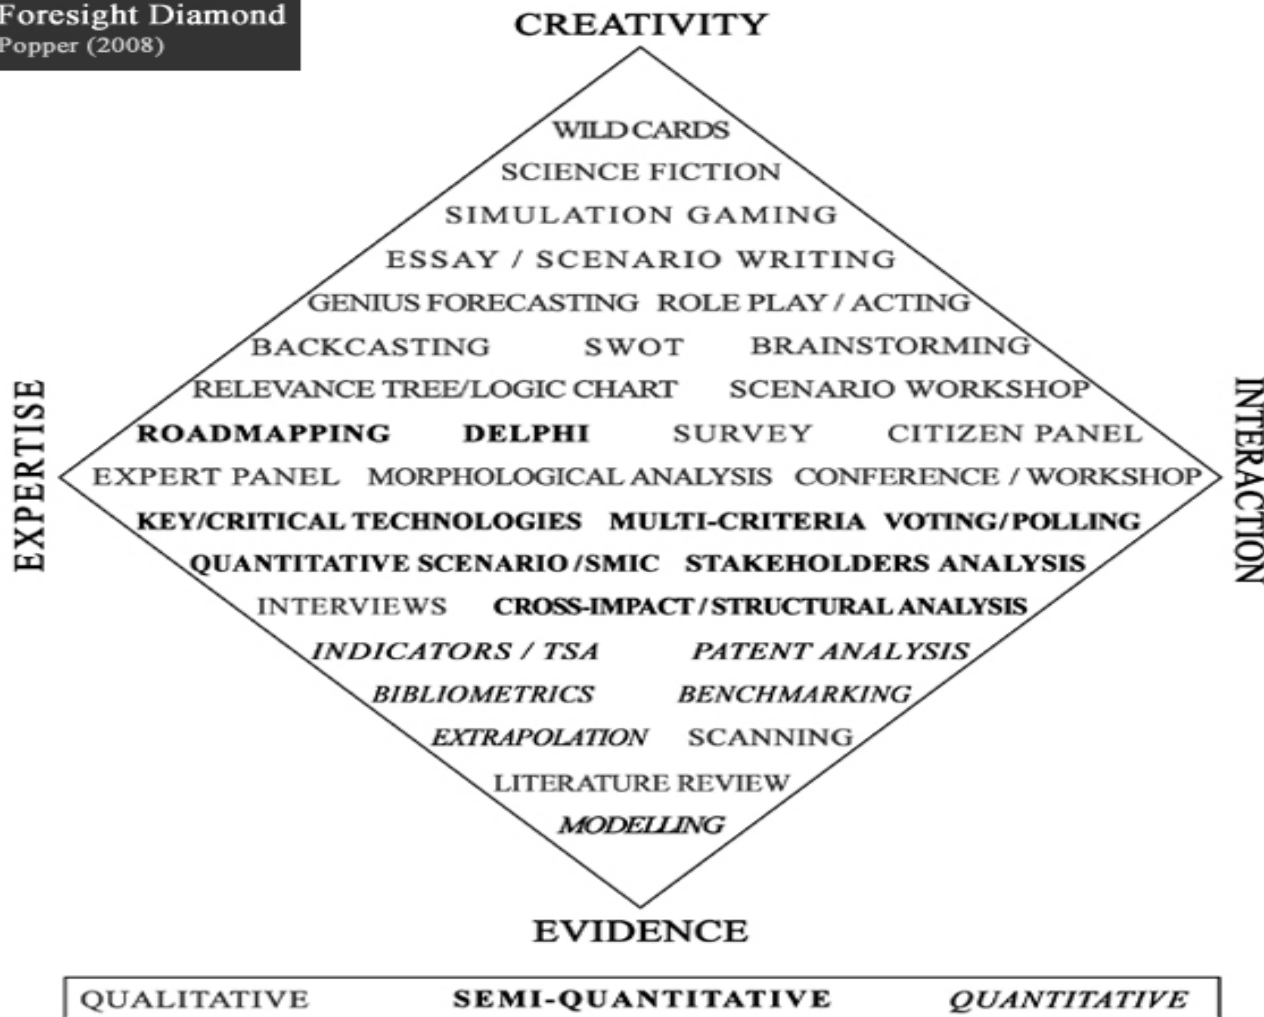 Foresight Diamond
Popper (2008)
CREATIVITY
WILD CARDS
SCIENCE FICTION
SIMULATION GAMING
ESSAY / SCENARIO WRITING
GENIUS FORECASTING ROLE PLAY / ACTING
BACKCASTING SWOT BRAINSTORMING
RELEVANCE TREE/LOGIC CHART SCENARIO WORKSHOP
ROADMAPPING DELPHI SURVEY CITIZEN PANEL
EXPERTISE
EXPERT PANEL MORPHOLOGICAL ANALYSIS CONFERENCE / WORKSHOP
INTERACTION
KEY/CRITICAL TECHNOLOGIES MULTI-CRITERIA VOTING/POLLING
QUANTITATIVE SCENARIO/SMIC STAKEHOLDERS ANALYSIS
INTERVIEWS CROSS-IMPACT / STRUCTURAL ANALYSIS
INDICATORS / TSA PATENT ANALYSIS
BIBLIOMETRICS BENCHMARKING
EXTRAPOLATION SCANNING
LITERATURE REVIEW
MODELLING
EVIDENCE
QUALITATIVE SEMI-QUANTITATIVE QUANTITATIVE